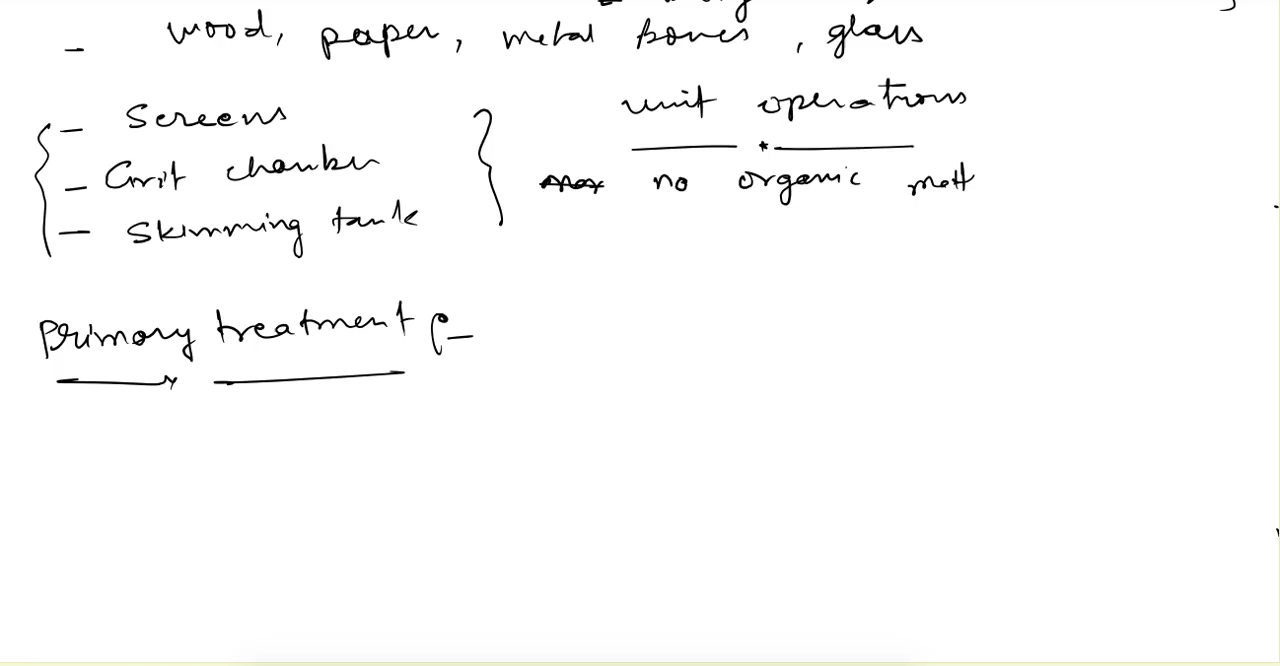 - wood, paper, metal bones, glass
- Screens
- Grit chamber
- Skimming tank
unit operations
no organic matt
Primary treatment (-